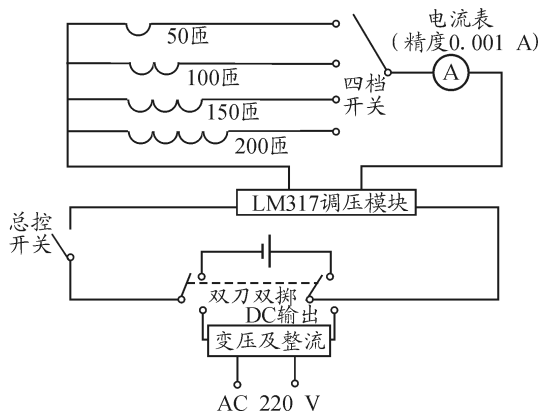 电流表
(精度0.001 A)
50匝
100匝
150匝
200匝
A
四档
开关
LM317调压模块
总控
开关
双刀双掷
DC输出
变压及整流
AC 220 V